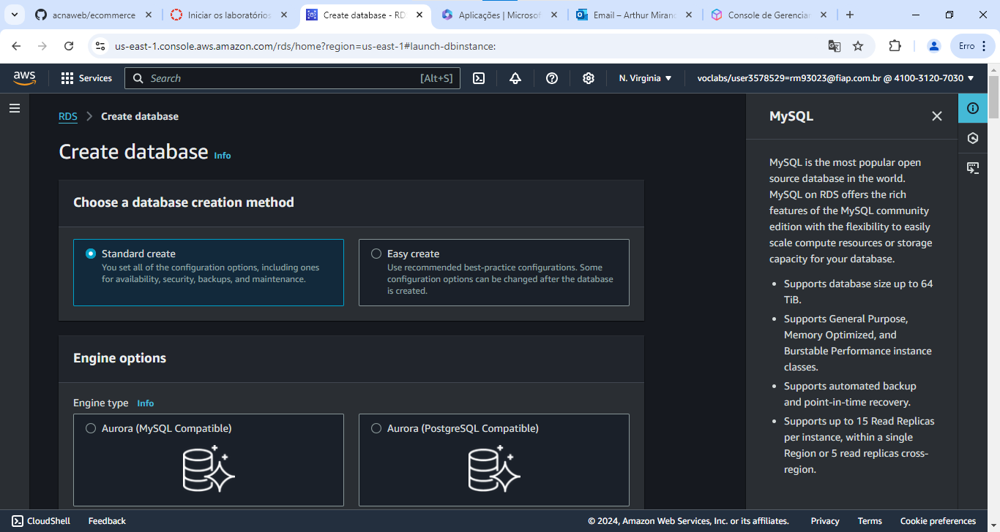 acnaweb/ecommerce
Iniciar os laboratórios
Create database - RD
Aplicações | Microsof
Email – Arthur Miran
Console de Gerencia
us-east-1.console.aws.amazon.com/rds/home?region=us-east-1#launch-dbinstance:
Erro
aws
Services
Search
[Alt+S]
N. Virginia
voclabs/user3578529=rm93023@fiap.com.br @ 4100-3120-7030
RDS
Create database
Create database
Info
Choose a database creation method
Standard create
You set all of the configuration options, including ones
for availability, security, backups, and maintenance.
Easy create
Use recommended best-practice configurations. Some
configuration options can be changed after the database
is created.
Engine options
Engine type
Info
Aurora (MySQL Compatible)
Aurora (PostgreSQL Compatible)
MySQL
MySQL is the most popular open
source database in the world.
MySQL on RDS offers the rich
features of the MySQL community
edition with the flexibility to easily
scale compute resources or storage
capacity for your database.
• Supports database size up to 64
TiB.
• Supports General Purpose,
Memory Optimized, and
Burstable Performance instance
classes.
• Supports automated backup
and point-in-time recovery.
• Supports up to 15 Read Replicas
per instance, within a single
Region or 5 read replicas cross-
region.
CloudShell
Feedback
© 2024, Amazon Web Services, Inc. or its affiliates.
Privacy
Terms
Cookie preferences